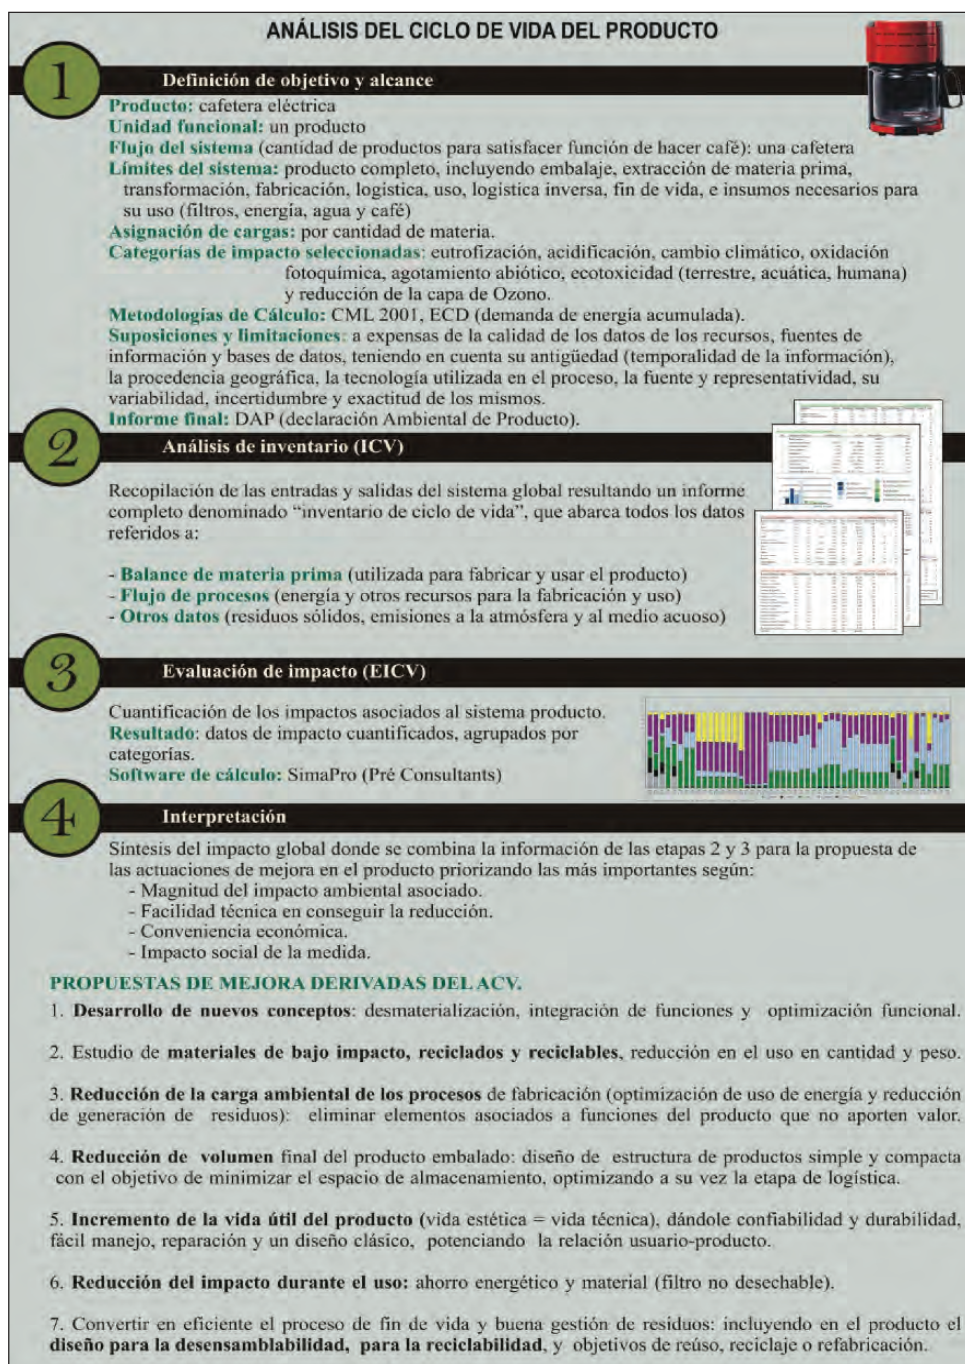 ANÁLISIS DEL CICLO DE VIDA DEL PRODUCTO
1
Definición de objetivo y alcance
Producto: cafetera eléctrica
Unidad funcional: un producto
Flujo del sistema (cantidad de productos para satisfacer función de hacer café): una cafetera
Límites del sistema: producto completo, incluyendo embalaje, extracción de materia prima,
transformación, fabricación, logística, uso, logística inversa, fin de vida, e insumos necesarios para
su uso (filtros, energía, agua y café)
Asignación de cargas: por cantidad de materia.
Categorías de impacto seleccionadas: eutrofización, acidificación, cambio climático, oxidación
fotoquímica, agotamiento abiótico, ecotoxicidad (terrestre, acuática, humana)
y reducción de la capa de Ozono.
Metodologías de Cálculo: CML 2001, ECD (demanda de energía acumulada).
Suposiciones y limitaciones: a expensas de la calidad de los datos de los recursos, fuentes de
información y bases de datos, teniendo en cuenta su antigüedad (temporalidad de la información),
la procedencia geográfica, la tecnología utilizada en el proceso, la fuente y representatividad, su
variabilidad, incertidumbre y exactitud de los mismos.
Informe final: DAP (declaración Ambiental de Producto).
2
Análisis de inventario (ICV)
Recopilación de las entradas y salidas del sistema global resultando un informe
completo denominado “inventario de ciclo de vida”, que abarca todos los datos
referidos a:
- Balance de materia prima (utilizada para fabricar y usar el producto)
- Flujo de procesos (energía y otros recursos para la fabricación y uso)
- Otros datos (residuos sólidos, emisiones a la atmósfera y al medio acuoso)
3
Evaluación de impacto (EICV)
Cuantificación de los impactos asociados al sistema producto.
Resultado: datos de impacto cuantificados, agrupados por
categorías.
Software de cálculo: SimaPro (Pré Consultants)
4
Interpretación
Síntesis del impacto global donde se combina la información de las etapas 2 y 3 para la propuesta de
las actuaciones de mejora en el producto priorizando las más importantes según:
- Magnitud del impacto ambiental asociado.
- Facilidad técnica en conseguir la reducción.
- Conveniencia económica.
- Impacto social de la medida.
PROPUESTAS DE MEJORA DERIVADAS DEL ACV.
1. Desarrollo de nuevos conceptos: desmaterialización, integración de funciones y optimización funcional.
2. Estudio de materiales de bajo impacto, reciclados y reciclables, reducción en el uso en cantidad y peso.
3. Reducción de la carga ambiental de los procesos de fabricación (optimización de uso de energía y reducción
de generación de residuos): eliminar elementos asociados a funciones del producto que no aporten valor.
4. Reducción de volumen final del producto embalado: diseño de estructura de productos simple y compacta
con el objetivo de minimizar el espacio de almacenamiento, optimizando a su vez la etapa de logística.
5. Incremento de la vida útil del producto (vida estética = vida técnica), dándole confiabilidad y durabilidad,
fácil manejo, reparación y un diseño clásico, potenciando la relación usuario-producto.
6. Reducción del impacto durante el uso: ahorro energético y material (filtro no desechable).
7. Convertir en eficiente el proceso de fin de vida y buena gestión de residuos: incluyendo en el producto el
diseño para la desensamblabilidad, para la reciclabilidad, y objetivos de reúso, reciclaje o refabricación.